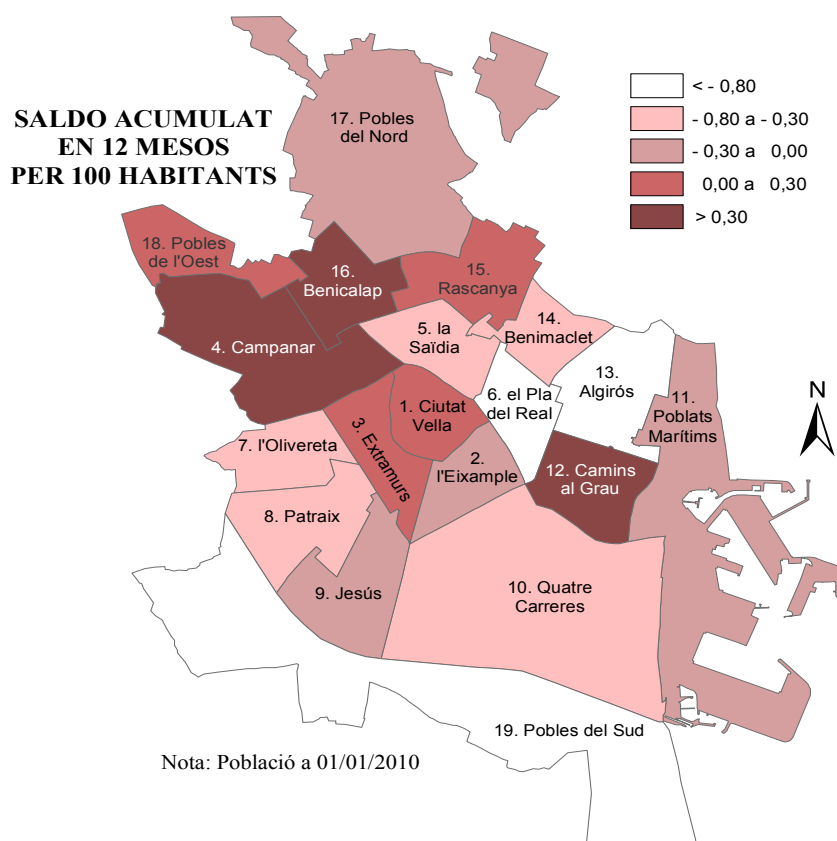 SALDO ACUMULAT
EN 12 MESOS
PER 100 HABITANTS
< - 0,80
- 0,80 a - 0,30
- 0,30 a 0,00
0,00 a 0,30
> 0,30
17. Pobles
del Nord
18. Pobles
de l'Oest
16.
Benicalap
15.
Rascanya
14.
Benimaclet
5. la
Saïdia
4. Campanar
13.
Algirós
6. el Pla
del Real
11.
Poblats
Marítims
N
1. Ciutat
Vella
3. Extramurs
7. l'Olivereta
2.
l'Eixample
12. Camins
al Grau
8. Patraix
9. Jesús
10. Quatre
Carreres
19. Pobles del Sud
Nota: Població a 01/01/2010